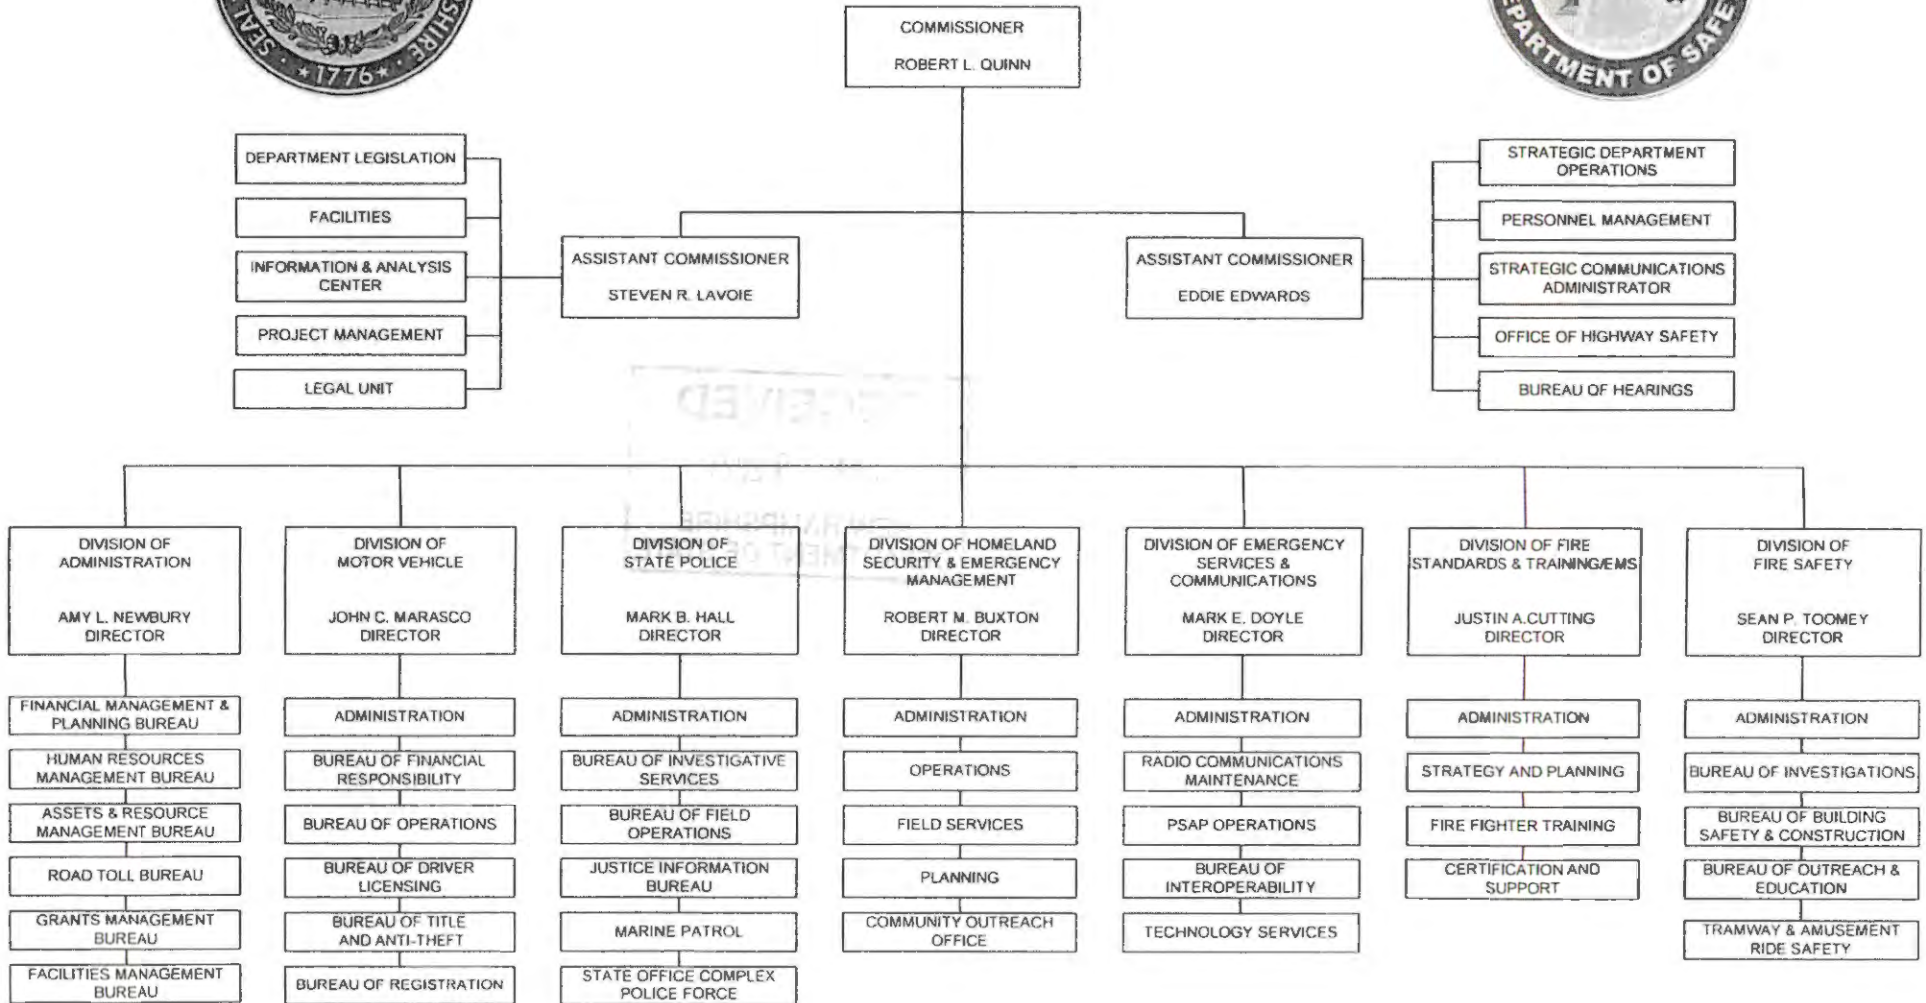 SEAL
SHIRE
★ 1776 ★
COMMISSIONER
ROBERT L. QUINN
DEPARTMENT OF SAFE
DEPARTMENT LEGISLATION
FACILITIES
INFORMATION & ANALYSIS
CENTER
PROJECT MANAGEMENT
LEGAL UNIT
ASSISTANT COMMISSIONER
STEVEN R. LAVOIE
ASSISTANT COMMISSIONER
EDDIE EDWARDS
STRATEGIC DEPARTMENT
OPERATIONS
PERSONNEL MANAGEMENT
STRATEGIC COMMUNICATIONS
ADMINISTRATOR
OFFICE OF HIGHWAY SAFETY
BUREAU OF HEARINGS
DIVISION OF
ADMINISTRATION
AMY L. NEWBURY
DIRECTOR
FINANCIAL MANAGEMENT &
PLANNING BUREAU
HUMAN RESOURCES
MANAGEMENT BUREAU
ASSETS & RESOURCE
MANAGEMENT BUREAU
ROAD TOLL BUREAU
GRANTS MANAGEMENT
BUREAU
FACILITIES MANAGEMENT
BUREAU
DIVISION OF
MOTOR VEHICLE
JOHN C. MARASCO
DIRECTOR
ADMINISTRATION
BUREAU OF FINANCIAL
RESPONSIBILITY
BUREAU OF OPERATIONS
BUREAU OF DRIVER
LICENSING
BUREAU OF TITLE
AND ANTI-THEFT
BUREAU OF REGISTRATION
DIVISION OF
STATE POLICE
MARK B. HALL
DIRECTOR
ADMINISTRATION
BUREAU OF INVESTIGATIVE
SERVICES
BUREAU OF FIELD
OPERATIONS
JUSTICE INFORMATION
BUREAU
MARINE PATROL
STATE OFFICE COMPLEX
POLICE FORCE
DIVISION OF HOMELAND
SECURITY & EMERGENCY
MANAGEMENT
ROBERT M. BUXTON
DIRECTOR
ADMINISTRATION
OPERATIONS
FIELD SERVICES
PLANNING
COMMUNITY OUTREACH
OFFICE
DIVISION OF EMERGENCY
SERVICES &
COMMUNICATIONS
MARK E. DOYLE
DIRECTOR
ADMINISTRATION
RADIO COMMUNICATIONS
MAINTENANCE
PSAP OPERATIONS
BUREAU OF
INTEROPERABILITY
TECHNOLOGY SERVICES
DIVISION OF FIRE
STANDARDS & TRAINING/EMS
JUSTIN A.CUTTING
DIRECTOR
ADMINISTRATION
STRATEGY AND PLANNING
FIRE FIGHTER TRAINING
CERTIFICATION AND
SUPPORT
DIVISION OF
FIRE SAFETY
SEAN P. TOOMEY
DIRECTOR
ADMINISTRATION
BUREAU OF INVESTIGATIONS
BUREAU OF BUILDING
SAFETY & CONSTRUCTION
BUREAU OF OUTREACH &
EDUCATION
TRAMWAY & AMUSEMENT
RIDE SAFETY